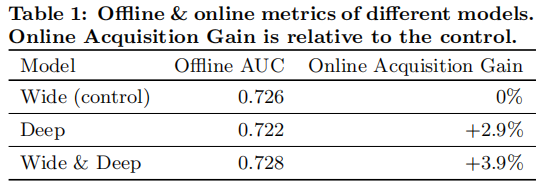 Table 1: Offline & online metrics of different models.
Online Acquisition Gain is relative to the control.
Model Offline AUC Online Acquisition Gain
Wide (control) 0.726 0%
Deep 0.722 +2.9%
Wide & Deep 0.728 +3.9%